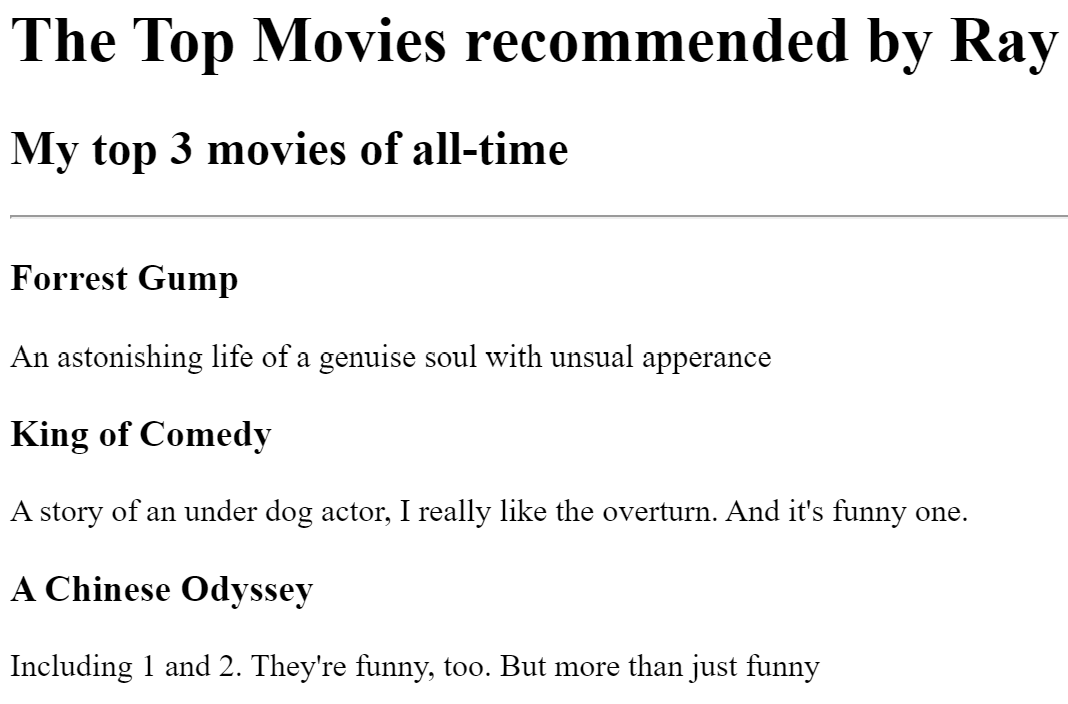 The Top Movies recommended by Ray
My top 3 movies of all-time
Forrest Gump
An astonishing life of a genuise soul with unsual apperance
King of Comedy
A story of an under dog actor, I really like the overturn. And it's funny one.
A Chinese Odyssey
Including 1 and 2. They're funny, too. But more than just funny